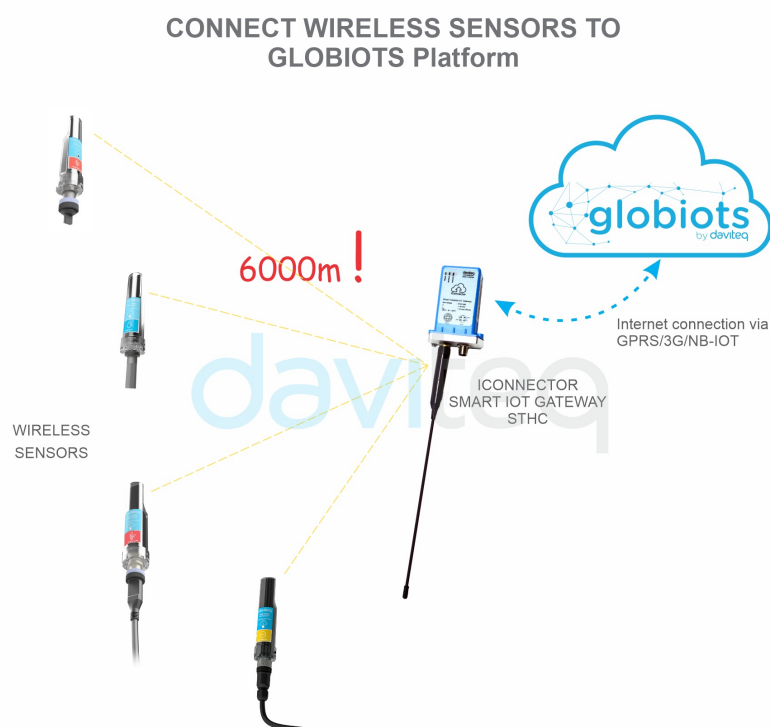 CONNECT WIRELESS SENSORS TO
GLOBIOTS Platform
6000m!
globiots
by daviteq
Internet connection via
GPRS/3G/NB-IOT
daviteq
ICONNECTOR
SMART IOT GATEWAY
STHC
WIRELESS
SENSORS